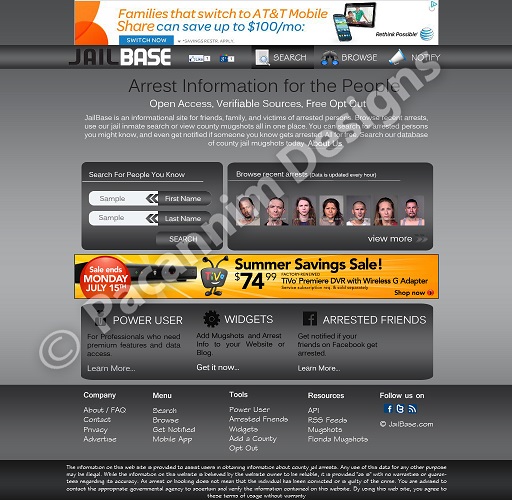 Families that switch to AT&T Mobile
Share can save up to $100/mo:
SWITCH NOW
*SAVINGS RESTR. APPLY.
Rethink Possible
at&t
JAILBASE
SEARCH
BROWSE
NOTIFY
Arrest Information for the People
Open Access, Verifiable Sources, Free Opt Out
JailBase is an informational site for friends, family, and victims of arrested persons. Browse recent arrests,
use our jail inmate search or view county mugshots all in one place. You can search for arrested persons
you might know, and even get notified if someone you know gets arrested. All for free. Search our database
of county jail mugshots today. About Us
Search For People You Know
Sample
First Name
Sample
Last Name
SEARCH
Browse recent arrests (Data is updated every hour)
view more
Sale ends
MONDAY
JULY 15TH
TiVo
Summer Savings Sale!
$74.99
FACTORY-RENEWED
TiVo Premiere DVR with Wireless G Adapter
Service subscription req. & sold separately
Shop now
POWER USER
For Professionals who need
premium features and data
access.
Learn More...
WIDGETS
Add Mugshots and Arrest
Info to your Website or
Blog.
Get it now...
ARRESTED FRIENDS
Get notified if your
friends on Facebook get
arrested.
Learn More...
Company
About / FAQ
Contact
Privacy
Advertise
Menu
Search
Browse
Get Notified
Mobile App
Tools
Power User
Arrested Friends
Widgets
Add a County
Opt Out
Resources
API
RSS Feeds
Mugshots
Florida Mugshots
Follow us on
© JailBase.com
The information on this web site is provided to assist users in obtaining information about county jail arrests. Any use of this data for any other purpose
may be illegal. While the information on this website is believed by the website owner to be reliable, it is provided "as is" with no warranties or guaran-
tees regarding its accuracy. An arrest or booking does not mean that the individual has been convicted or is guilty of the crime. You are advised to
contact the appropriate governmental agency to ascertain and verify the information contained on this website. By using this web site, you agree to
these terms of usage without warranty
© Pacannim Designs